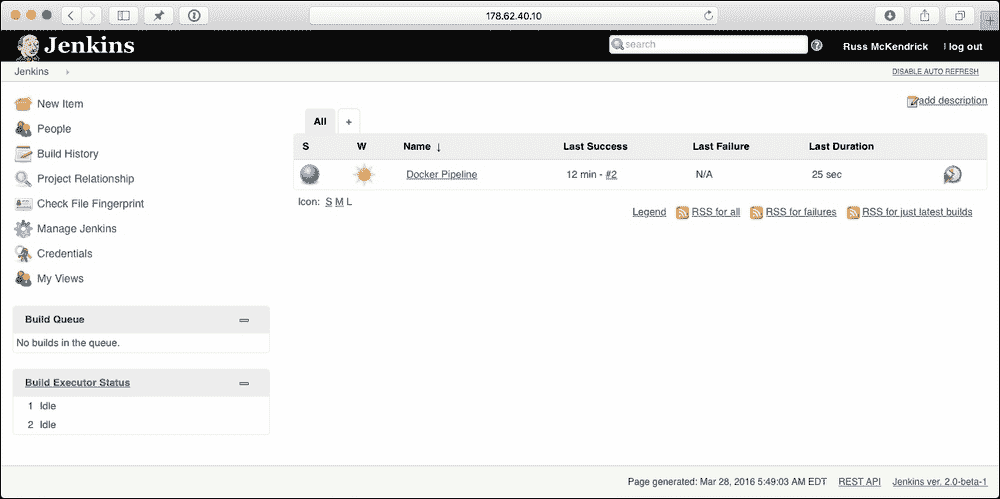 178.62.40.10
Jenkins
search
Russ McKendrick
log out
Jenkins
DISABLE AUTO REFRESH
New Item
People
Build History
Project Relationship
Check File Fingerprint
Manage Jenkins
Credentials
My Views
Build Queue
No builds in the queue.
Build Executor Status
1 Idle
2 Idle
add description
All +
S W Name ↓ Last Success Last Failure Last Duration
Docker Pipeline 12 min - #2 N/A 25 sec
Icon: S M L
Legend RSS for all RSS for failures RSS for just latest builds
Page generated: Mar 28, 2016 5:49:03 AM EDT REST API Jenkins ver. 2.0-beta-1